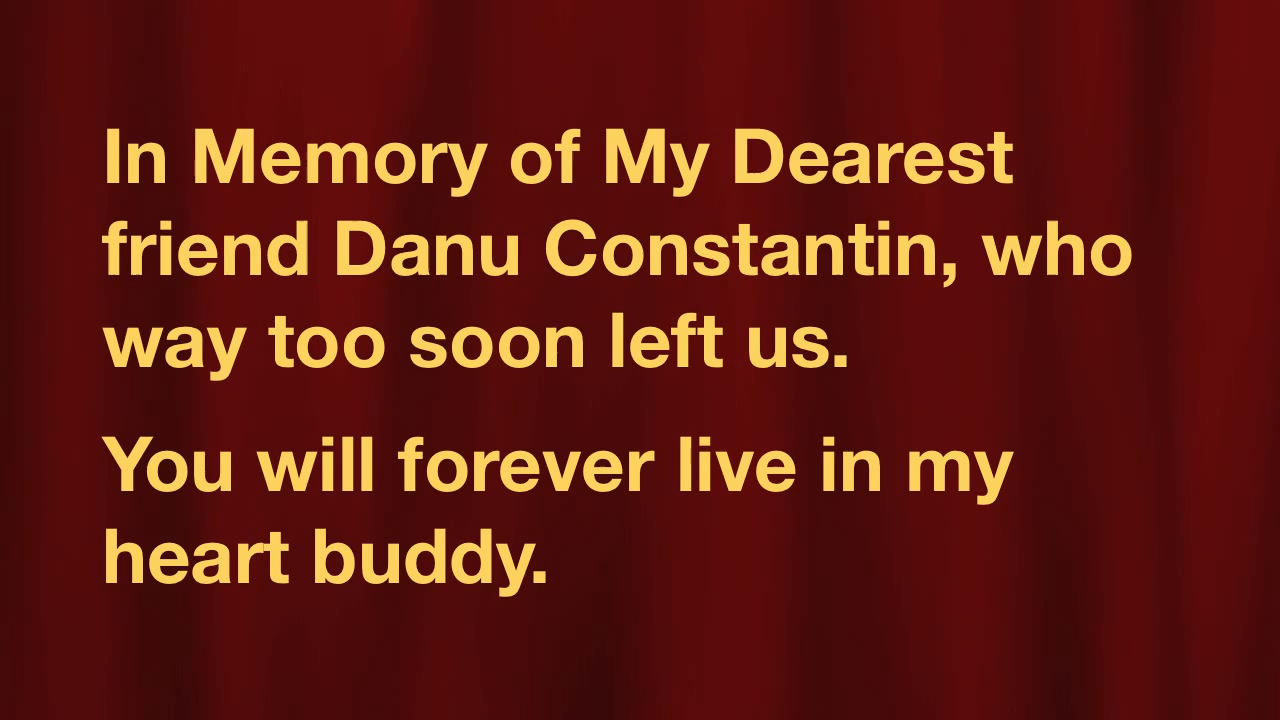 In Memory of My Dearest
friend Danu Constantin, who
way too soon left us.
You will forever live in my
heart buddy.